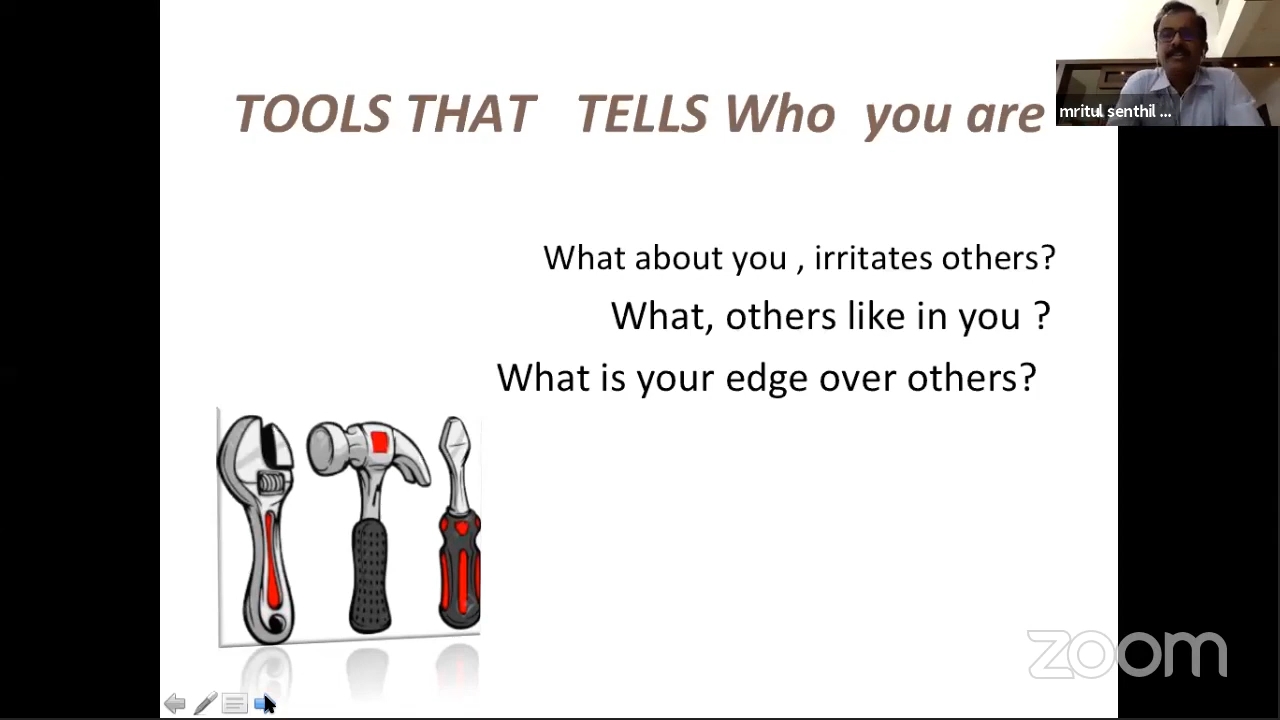 TOOLS THAT TELLS Who you are
mritul senthil ...
What about you , irritates others?
What, others like in you ?
What is your edge over others?
zoom